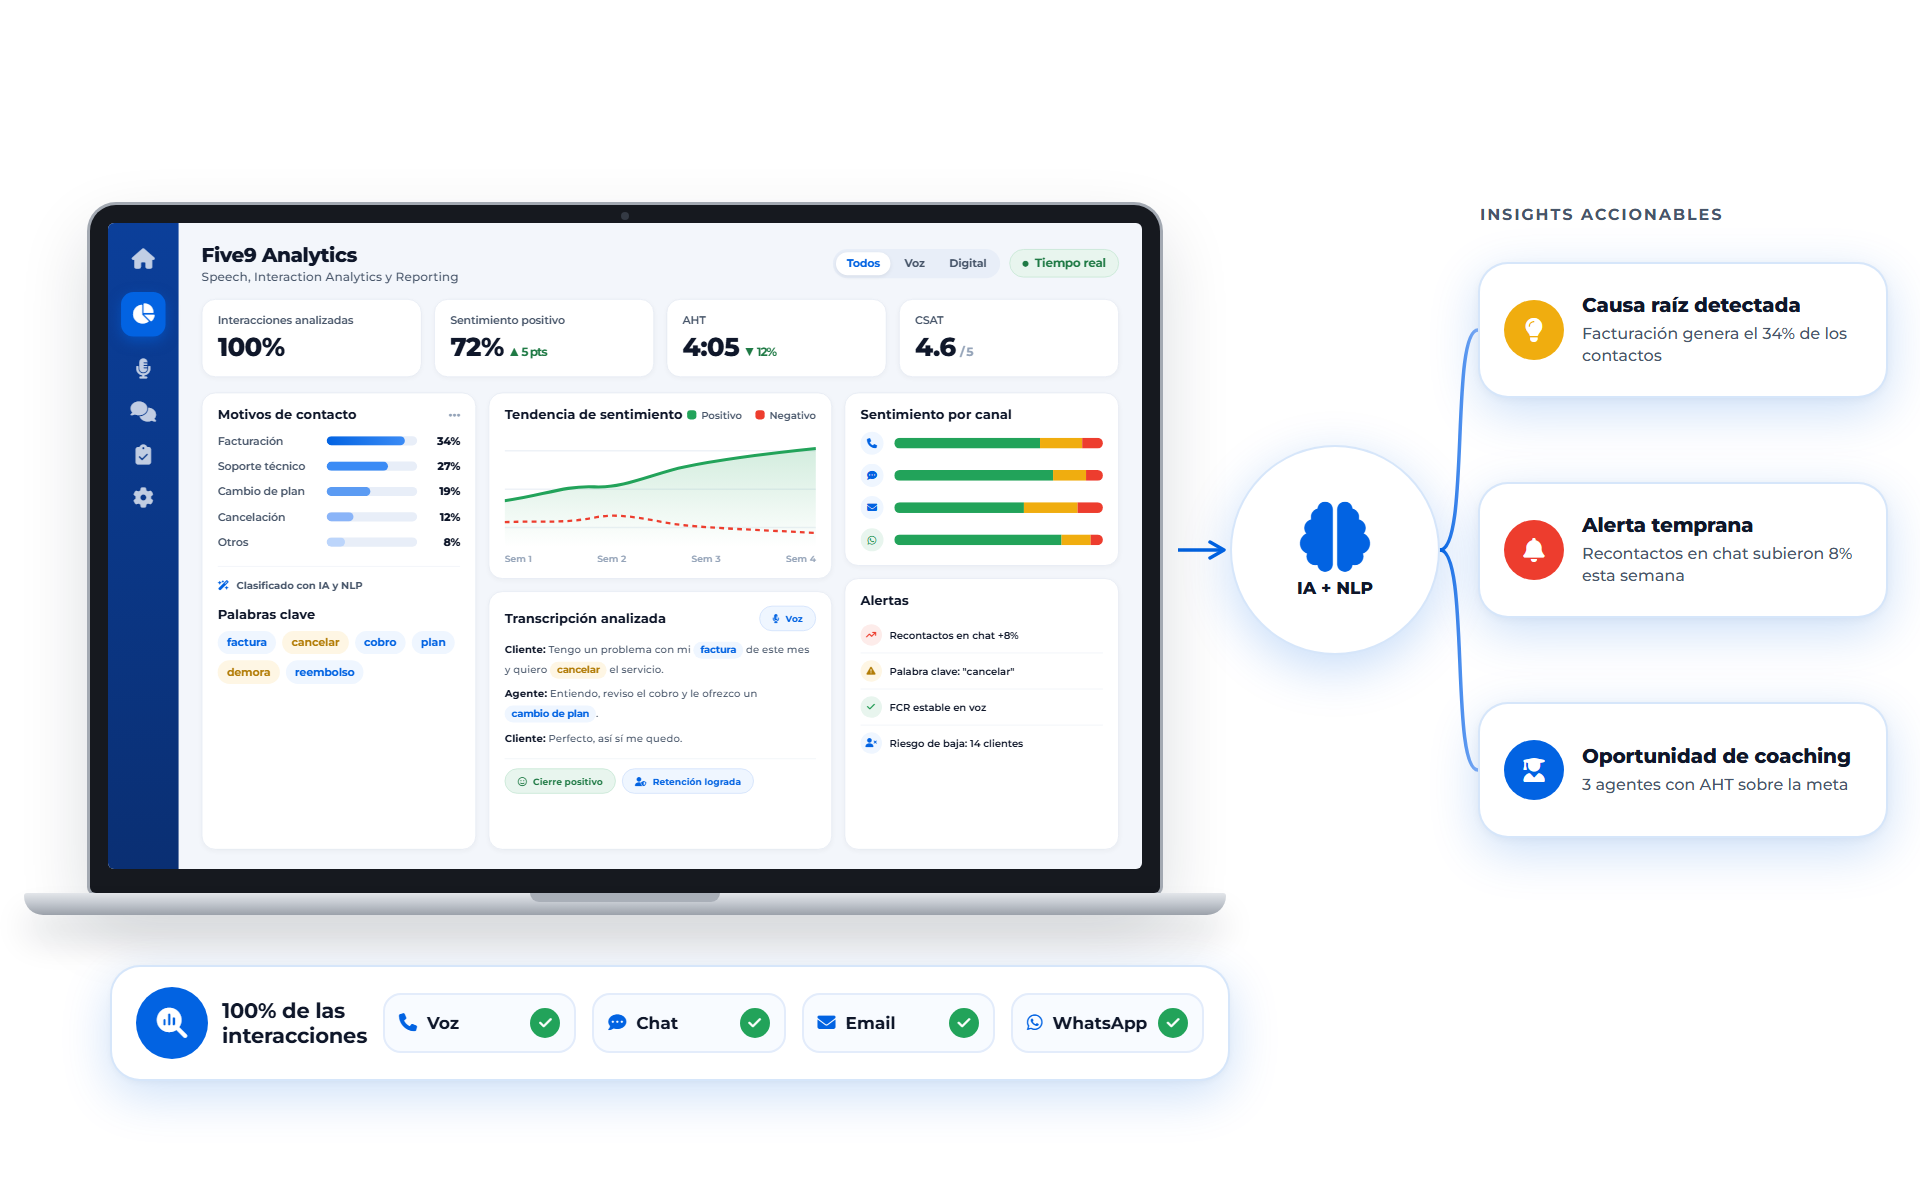 Five9 Analytics
Speech, Interaction Analytics y Reporting
Todos
Voz
Digital
Tiempo real
Interacciones analizadas
100%
Sentimiento positivo
72% ▲ 5 pts
AHT
4:05 ▼ 12%
CSAT
4.6 / 5
Motivos de contacto
Facturación 34%
Soporte técnico 27%
Cambio de plan 19%
Cancelación 12%
Otros 8%
Clasificado con IA y NLP
Palabras clave
factura cancelar cobro plan
demora reembolso
Tendencia de sentimiento
Positivo
Negativo
Sem 1 Sem 2 Sem 3 Sem 4
Transcripción analizada
Voz
Cliente: Tengo un problema con mi factura de este mes
y quiero cancelar el servicio.
Agente: Entiendo, reviso el cobro y le ofrezco un
cambio de plan .
Cliente: Perfecto, así sí me quedo.
Cierre positivo
Retención lograda
Sentimiento por canal
Alertas
Recontactos en chat +8%
Palabra clave: "cancelar"
FCR estable en voz
Riesgo de baja: 14 clientes
IA + NLP
INSIGHTS ACCIONABLES
Causa raíz detectada
Facturación genera el 34% de los
contactos
Alerta temprana
Recontactos en chat subieron 8%
esta semana
Oportunidad de coaching
3 agentes con AHT sobre la meta
100% de las
interacciones
Voz
Chat
Email
WhatsApp